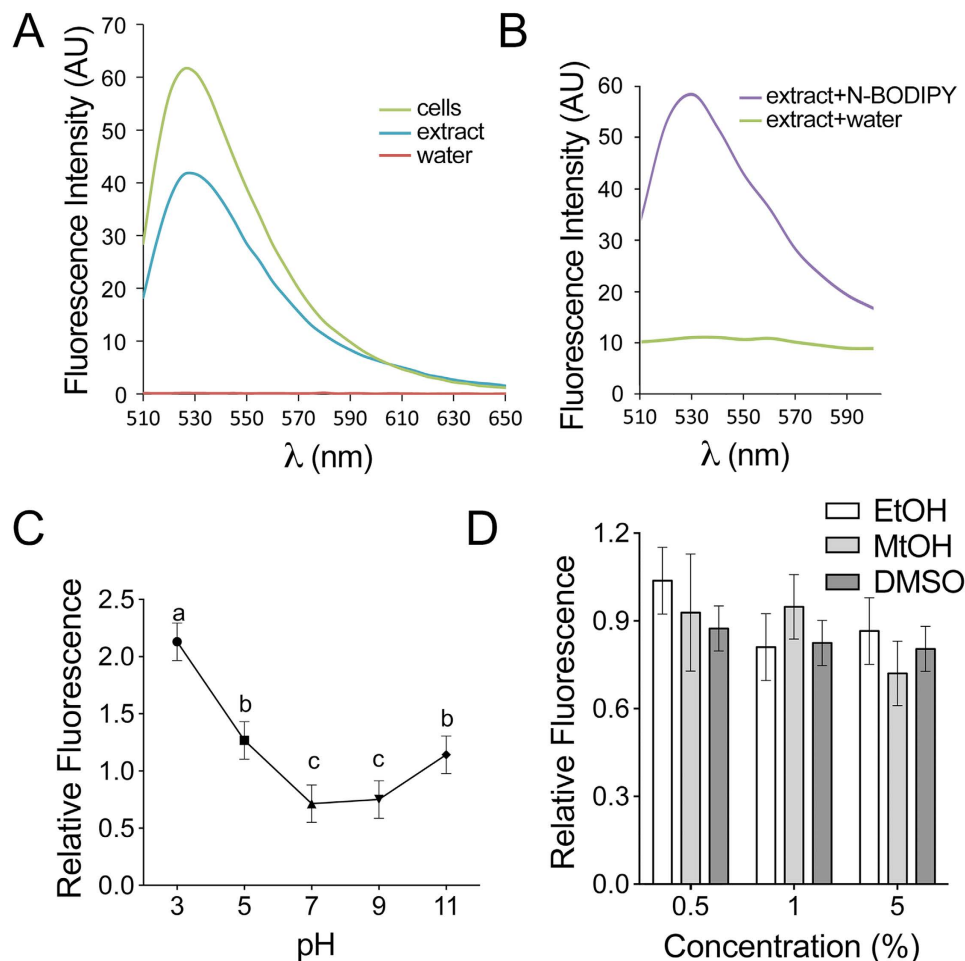 A
Fluorescence Intensity (AU)
70
60
50
40
30
20
10
0
cells
extract
water
510 530 550 570 590 610 630 650
λ (nm)
B
Fluorescence Intensity (AU)
60
50
40
30
20
10
0
extract+N-BODIPY
extract+water
510 530 550 570 590
λ (nm)
C
Relative Fluorescence
2.5
2.0
1.5
1.0
0.5
0.0
a
b
c
c
b
3 5 7 9 11
pH
D
Relative Fluorescence
1.2
0.9
0.6
0.3
0.0
EtOH
MtOH
DMSO
0.5 1 5
Concentration (%)